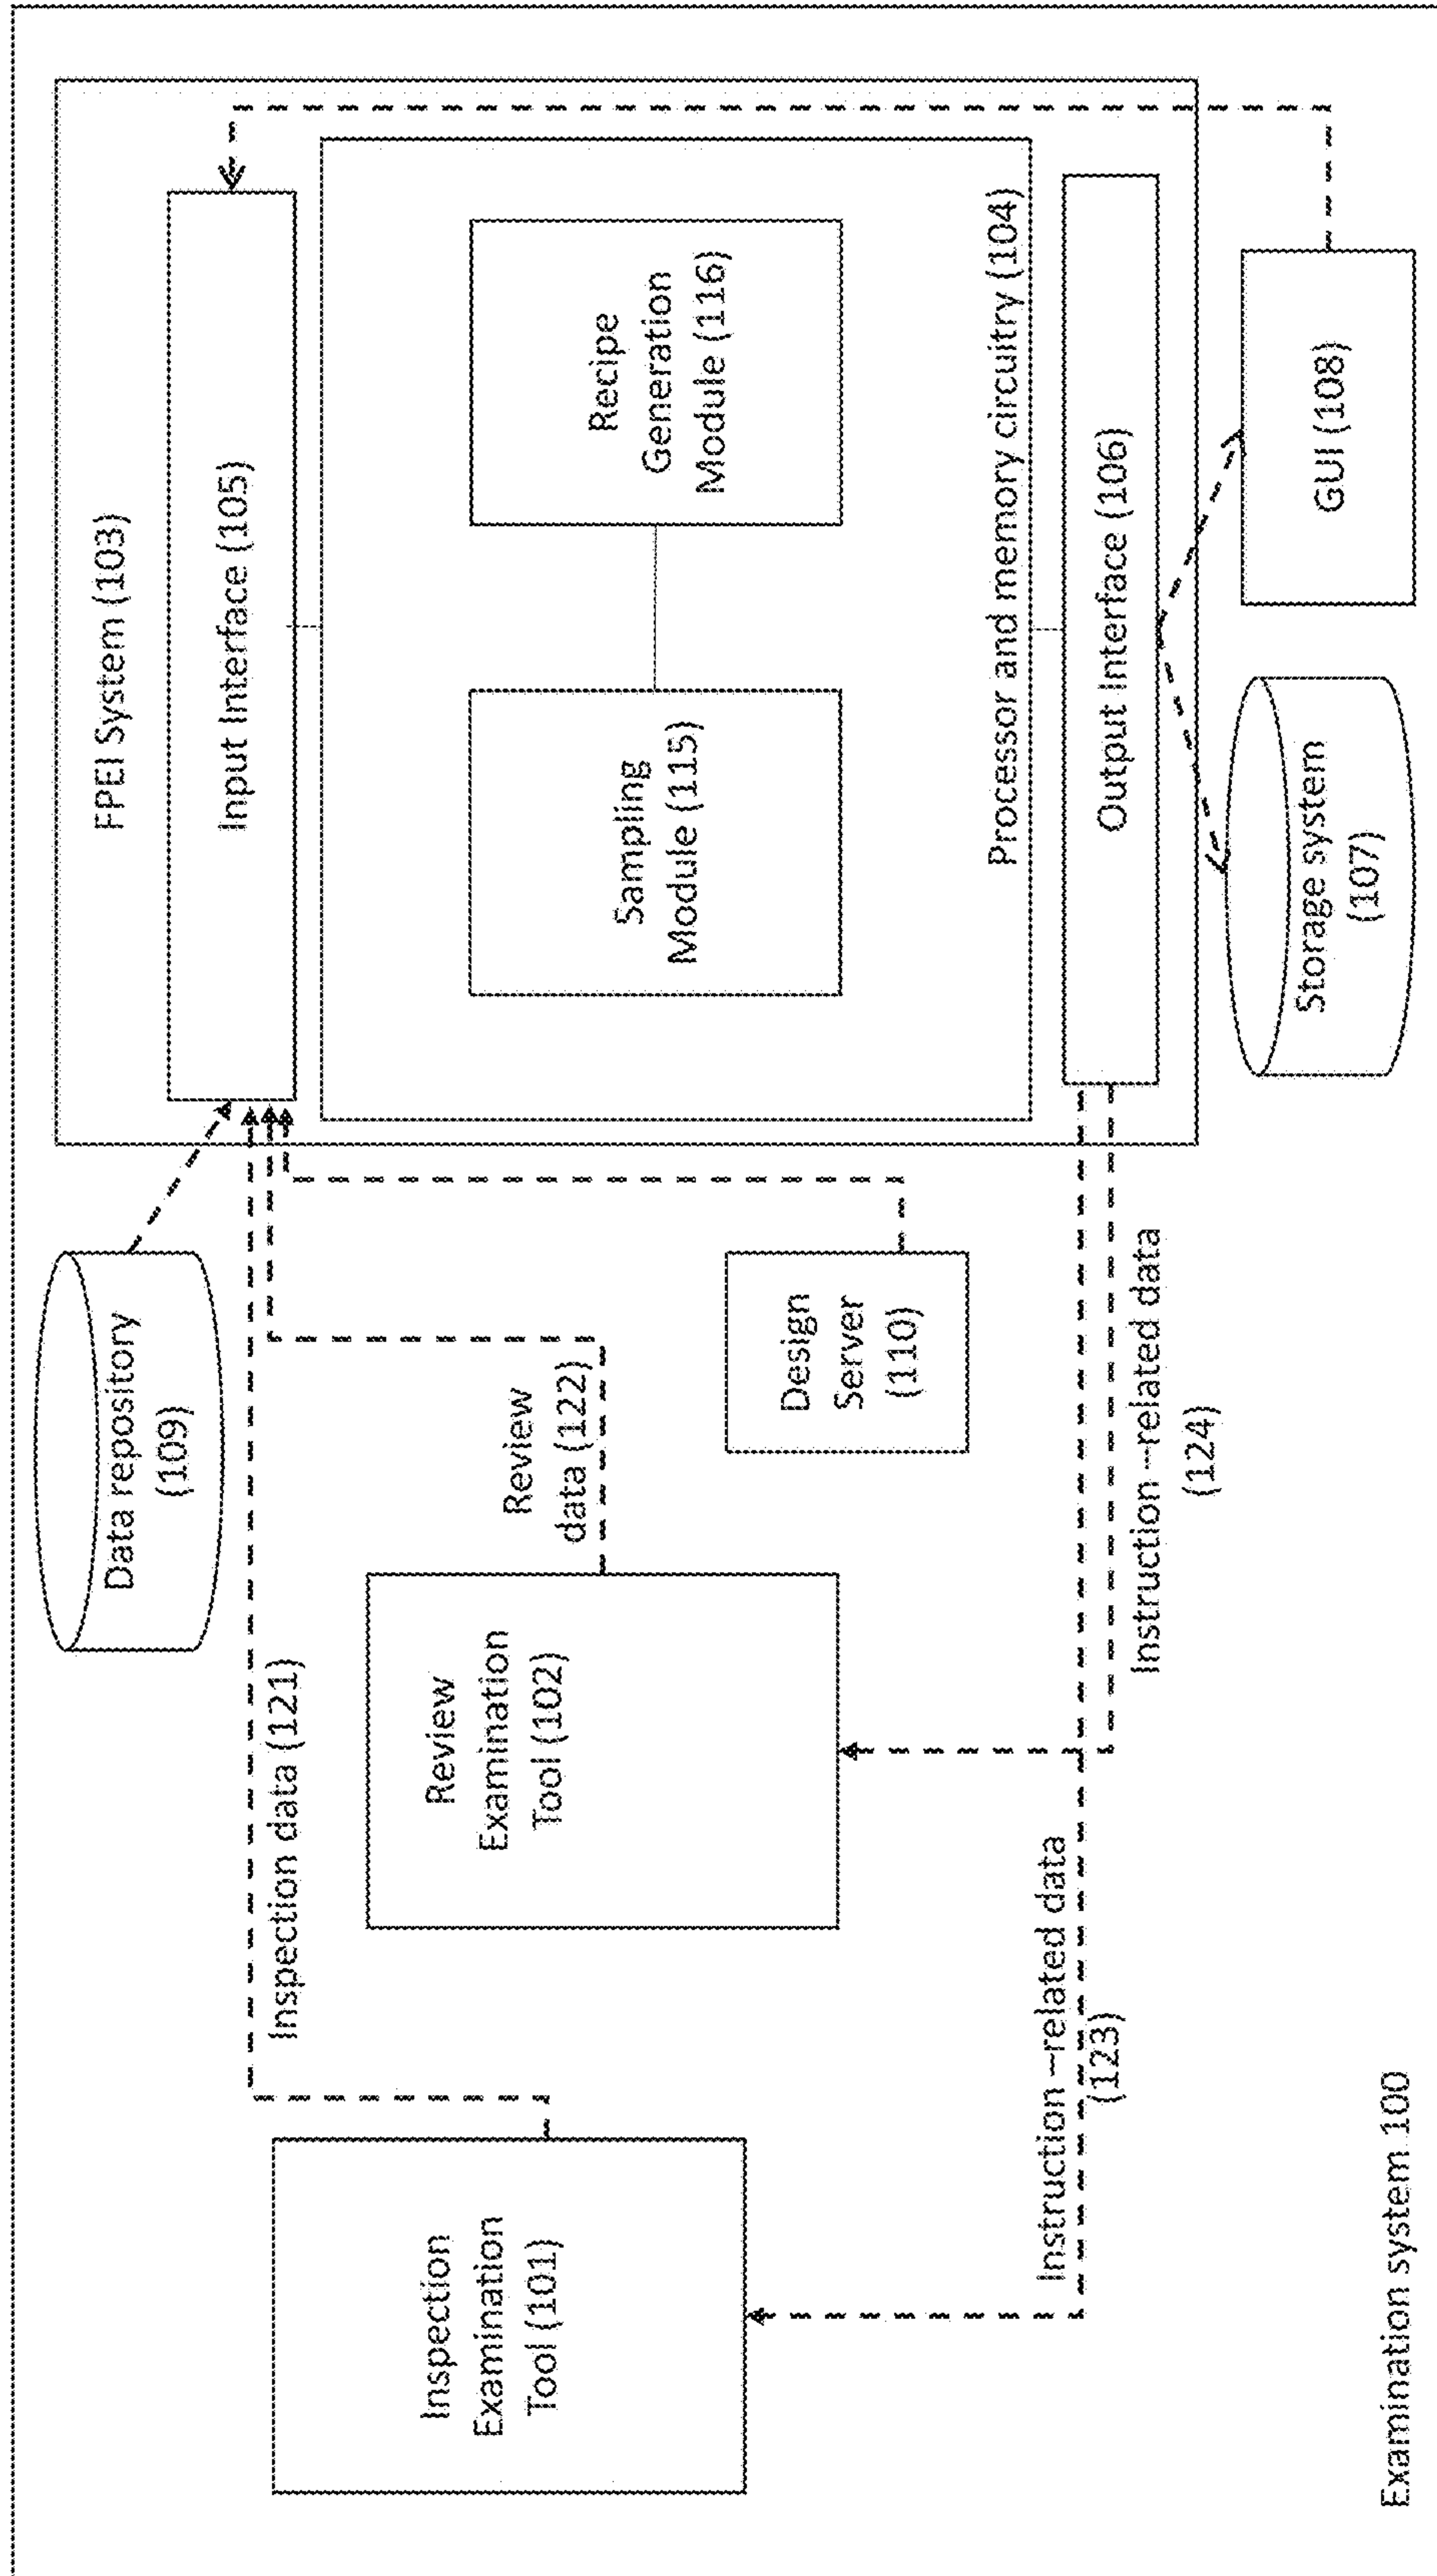 Data repository
(109)
FPEI System (103)
Input Interface (105)
Inspection data (121)
Inspection
Examination
Tool (101)
Review
Examination
Tool (102)
Review
data (122)
Design
Server
(110)
Sampling
Module (115)
Recipe
Generation
Module (116)
Processor and memory circuitry (104)
Output Interface (106)
Instruction –related data
(123)
Instruction –related data
(124)
Storage system
(107)
GUI (108)
Examination system 100